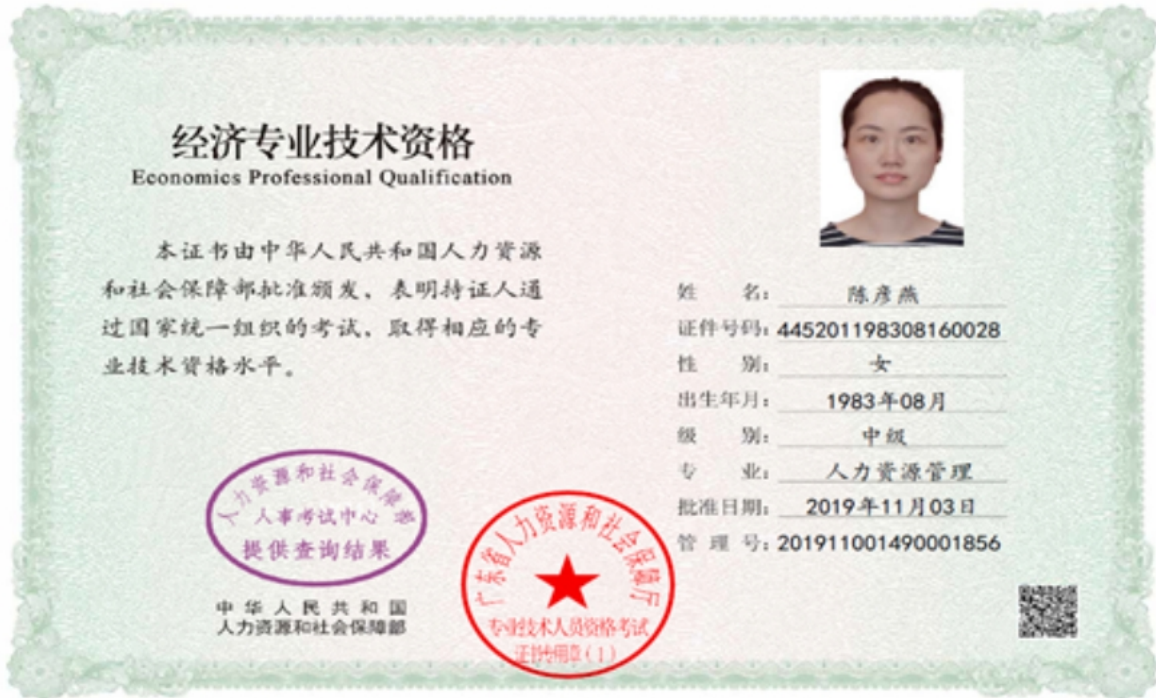 经济专业技术资格
Economics Professional Qualification
本证书由中华人民共和国人力资源
和社会保障部批准颁发，表明持证人通
过国家统一组织的考试，取得相应的专
业技术资格水平。
姓 名： 陈彦燕
证件号码：445201198308160028
性 别： 女
出生年月： 1983年08月
级 别： 中级
专 业： 人力资源管理
批准日期： 2019年11月03日
管 理 号：201911001490001856
人力资源和社会保障部
人事考试中心
提供查询结果
中华人民共和国
人力资源和社会保障部
广东省人力资源和社会保障厅
专业技术人员资格考试
证书专用章（1）